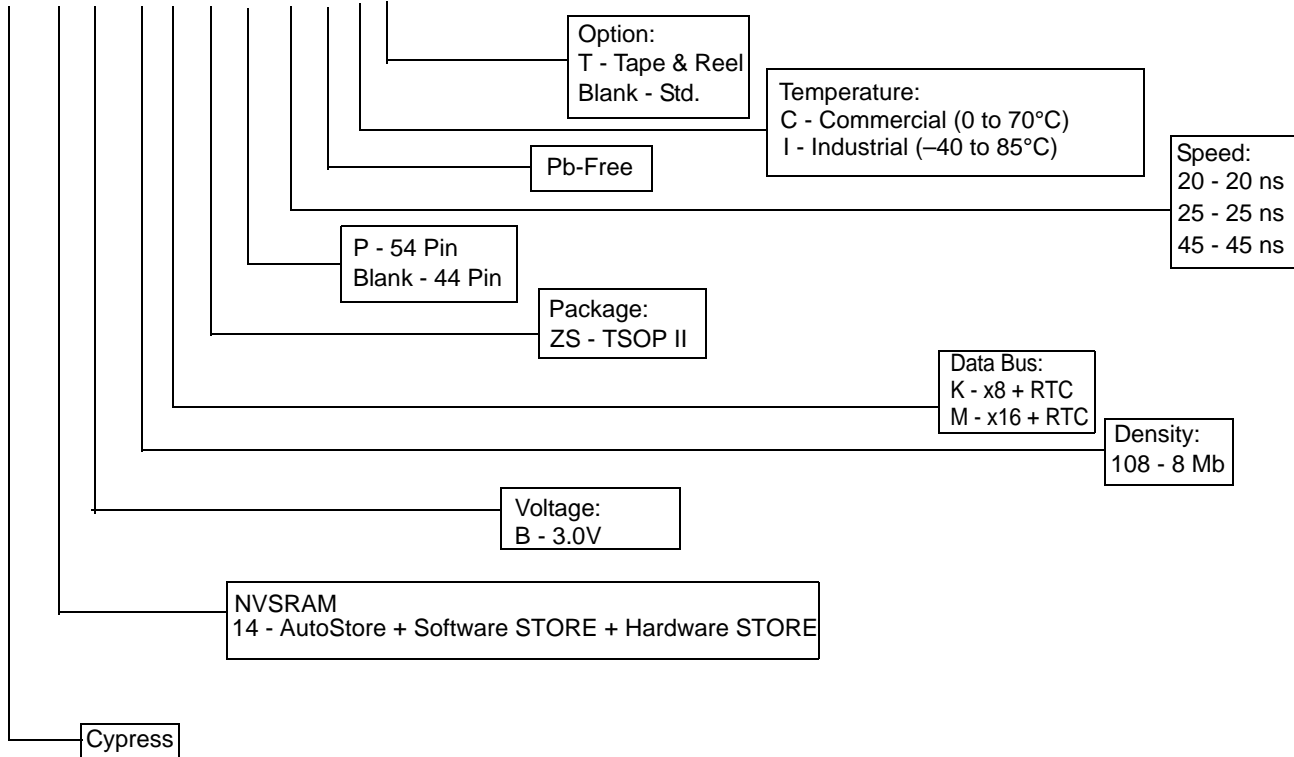 Option:
T - Tape & Reel
Blank - Std.
Temperature:
C - Commercial (0 to 70°C)
I - Industrial (–40 to 85°C)
Speed:
20 - 20 ns
25 - 25 ns
45 - 45 ns
Pb-Free
P - 54 Pin
Blank - 44 Pin
Package:
ZS - TSOP II
Data Bus:
K - x8 + RTC
M - x16 + RTC
Density:
108 - 8 Mb
Voltage:
B - 3.0V
NVSRAM
14 - AutoStore + Software STORE + Hardware STORE
Cypress